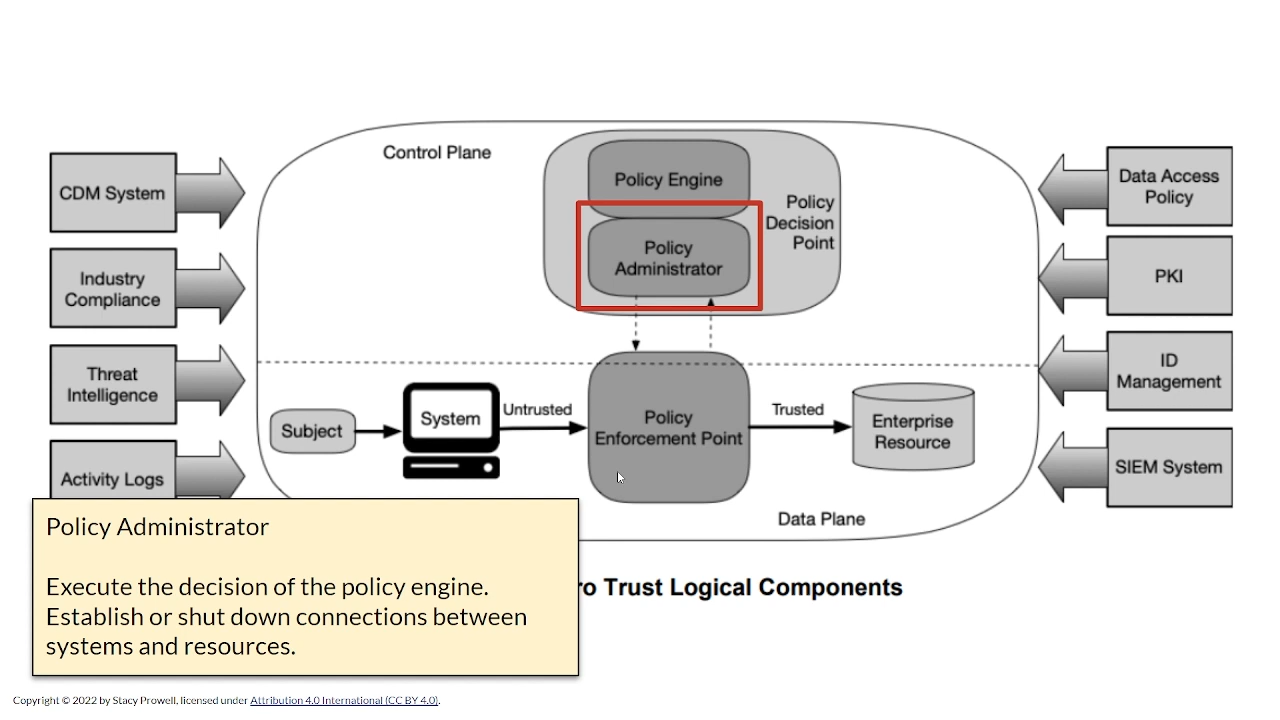 Control Plane
CDM System
Industry
Compliance
Threat
Intelligence
Activity Logs
Policy Engine
Policy
Decision
Point
Policy
Administrator
Data Access
Policy
PKI
ID
Management
SIEM System
Subject
System
Untrusted
Policy
Enforcement Point
Trusted
Enterprise
Resource
Data Plane
Trust Logical Components
Policy Administrator
Execute the decision of the policy engine.
Establish or shut down connections between
systems and resources.
Copyright © 2022 by Stacy Prowell, licensed under Attribution 4.0 International (CC BY 4.0).